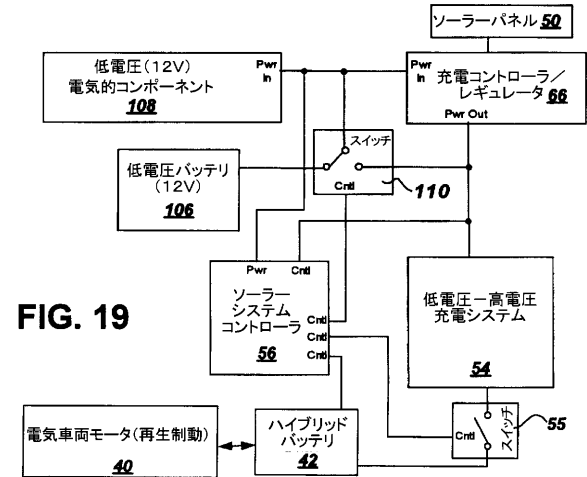 ソーラーパネル 50
低電圧(12V)
電気的コンポーネント
108
Pwr
In
Pwr
In
充電コントローラ/
レギュレータ 66
Pwr Out
低電圧バッテリ
(12V)
106
スイッチ
Cntl
110
Pwr Cntl
ソーラー
システム
コントローラ
56
Cntl
Cntl
Cntl
低電圧－高電圧
充電システム
54
FIG. 19
電気車両モータ(再生制動)
40
ハイブリッド
バッテリ
42
Cntl
スイッチ
55